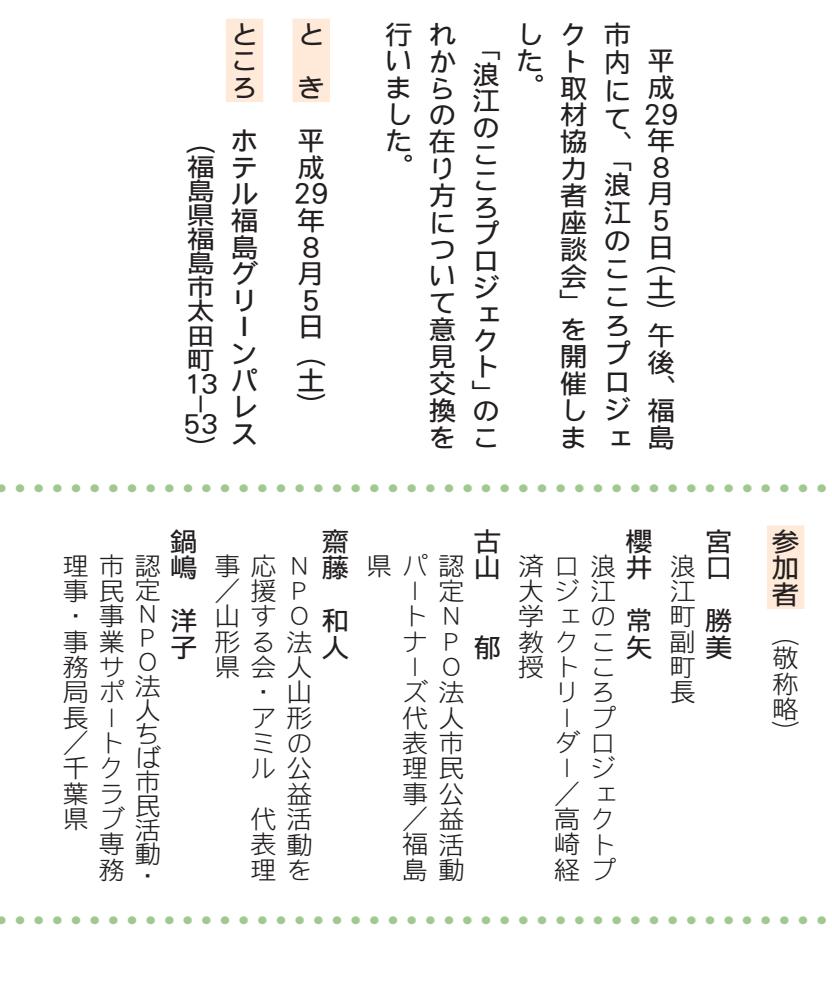 平成29年8月5日(土)午後、福島
市内にて、「浪江のこころプロジェ
クト取材協力者座談会」を開催しま
した。
「浪江のこころプロジェクト」のこ
れからの在り方について意見交換を
行いました。
と き 平成29年8月5日(土)
ところ ホテル福島グリーンパレス
(福島県福島市太田町13―53)
参加者(敬称略)
宮口 勝美
浪江町副町長
櫻井 常矢
浪江のこころプロジェクトプ
ロジェクトリーダー/高崎経
済大学教授
古山 郁
認定NPO法人市民公益活動
パートナーズ代表理事/福島
県
齋藤 和人
NPO法人山形の公益活動を
応援する会・アミル 代表理
事/山形県
鍋嶋 洋子
認定NPO法人ちば市民活動・
市民事業サポートクラブ専務
理事・事務局長/千葉県